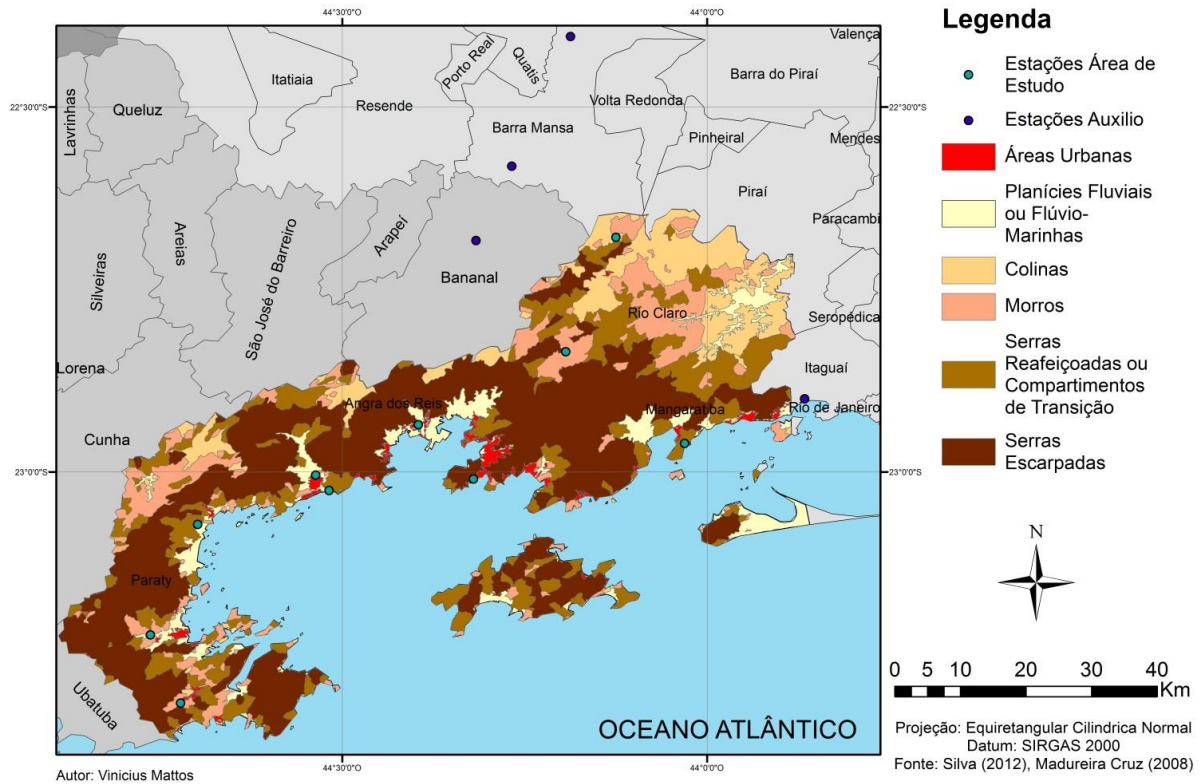 44°30'0"O
44°0'0"O
Valença
Porto Real
Quatis
Itatiaia
Barra do Piraí
Lavrinhas
Queluz
Resende
Volta Redonda
22°30'0"S
22°30'0"S
Barra Mansa
Pinheiral
Mendes
Piraí
Areias
Arapeí
Paracambi
Silveiras
São José do Barreiro
Bananal
Rio Claro
Seropédica
Lorena
Itaguaí
Angra dos Reis
Mangaratiba
Rio de Janeiro
Cunha
23°0'0"S
23°0'0"S
Paraty
Ubatuba
OCEANO ATLÂNTICO
44°30'0"O
44°0'0"O
Autor: Vinicius Mattos
Legenda
Estações Área de
Estudo
Estações Auxilio
Áreas Urbanas
Planícies Fluviais
ou Flúvio-
Marinhas
Colinas
Morros
Serras
Reafeiçoadas ou
Compartimentos
de Transição
Serras
Escarpadas
N
0 5 10 20 30 40
Km
Projeção: Equiretangular Cilindrica Normal
Datum: SIRGAS 2000
Fonte: Silva (2012), Madureira Cruz (2008)